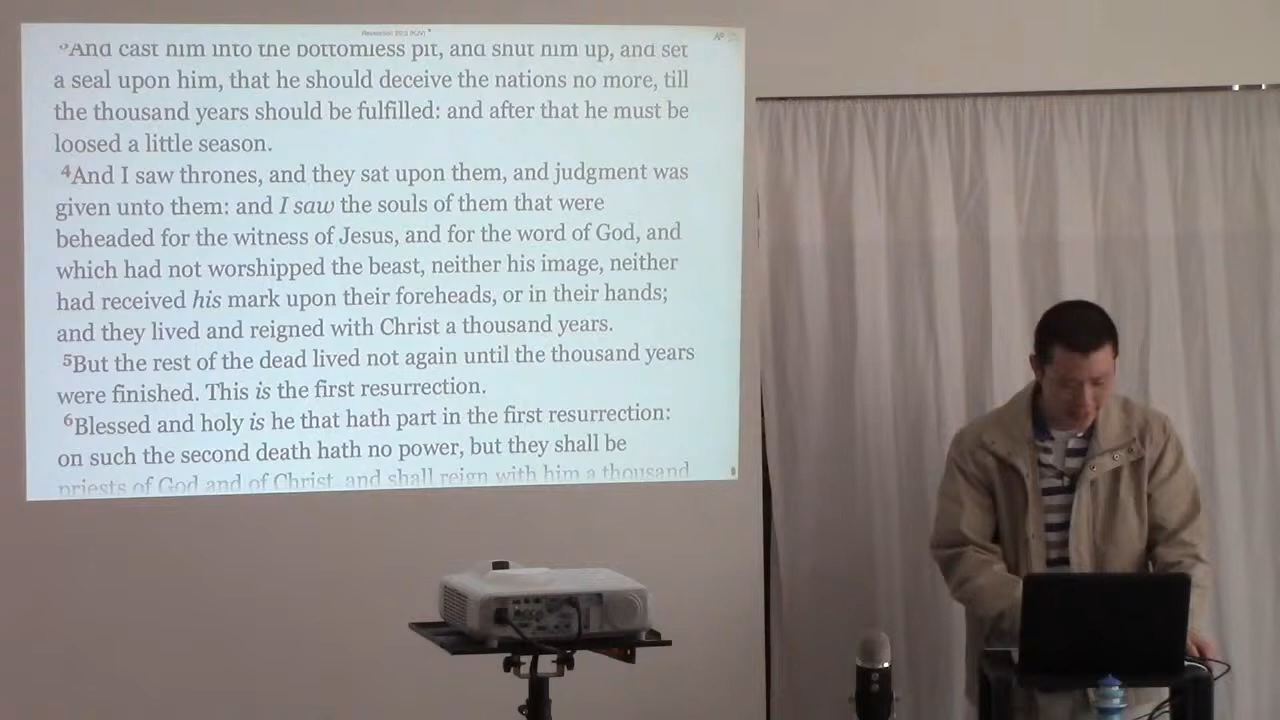 ³And cast him into the bottomless pit, and shut him up, and set
a seal upon him, that he should deceive the nations no more, till
the thousand years should be fulfilled: and after that he must be
loosed a little season.
⁴And I saw thrones, and they sat upon them, and judgment was
given unto them: and I saw the souls of them that were
beheaded for the witness of Jesus, and for the word of God, and
which had not worshipped the beast, neither his image, neither
had received his mark upon their foreheads, or in their hands;
and they lived and reigned with Christ a thousand years.
⁵But the rest of the dead lived not again until the thousand years
were finished. This is the first resurrection.
⁶Blessed and holy is he that hath part in the first resurrection:
on such the second death hath no power, but they shall be
priests of God and of Christ, and shall reign with him a thousand